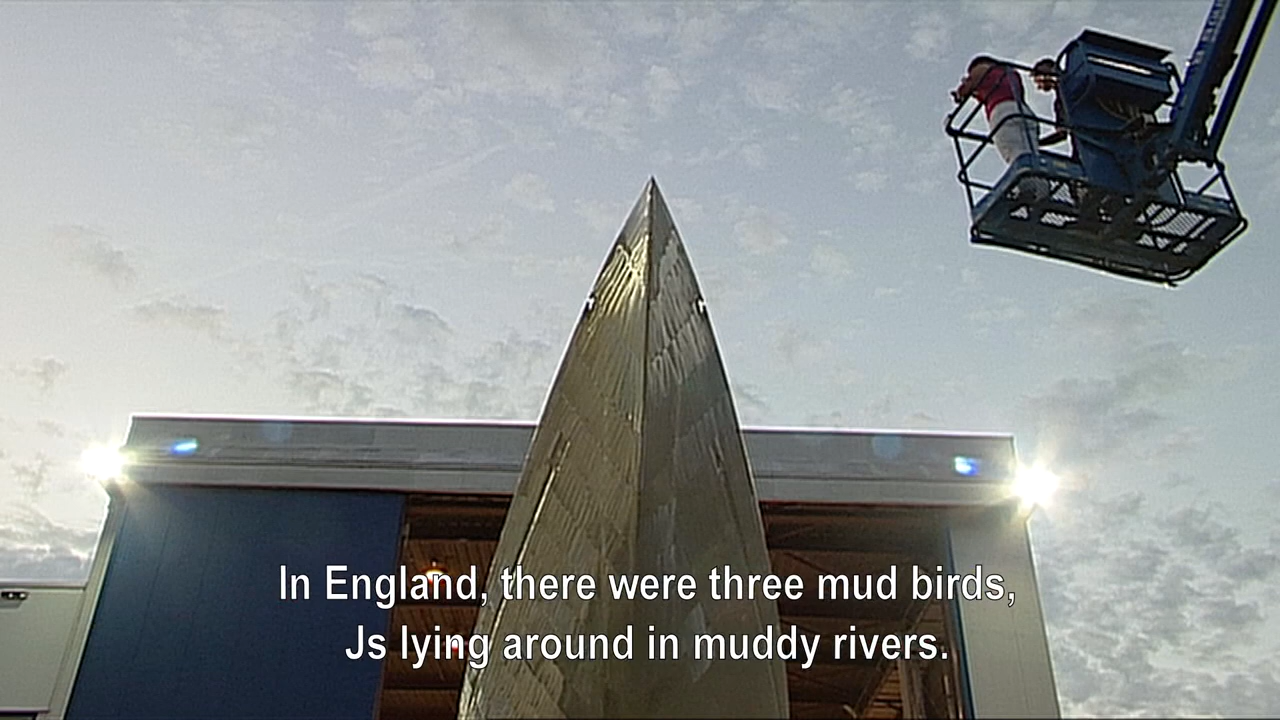 In England, there were three mud birds,
Js lying around in muddy rivers.